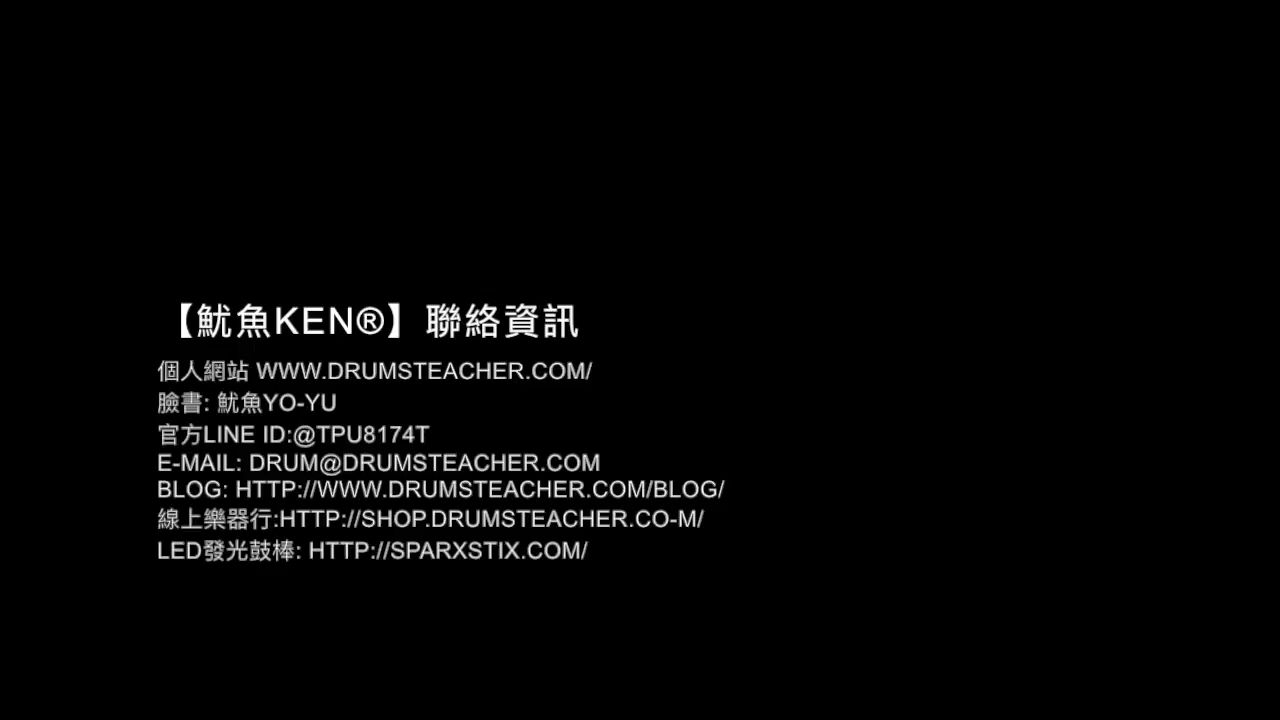 【魷魚KEN®】聯絡資訊
個人網站 WWW.DRUMSTEACHER.COM/
臉書: 魷魚YO-YU
官方LINE ID:@TPU8174T
E-MAIL: DRUM@DRUMSTEACHER.COM
BLOG: HTTP://WWW.DRUMSTEACHER.COM/BLOG/
線上樂器行:HTTP://SHOP.DRUMSTEACHER.CO-M/
LED發光鼓棒: HTTP://SPARXSTIX.COM/